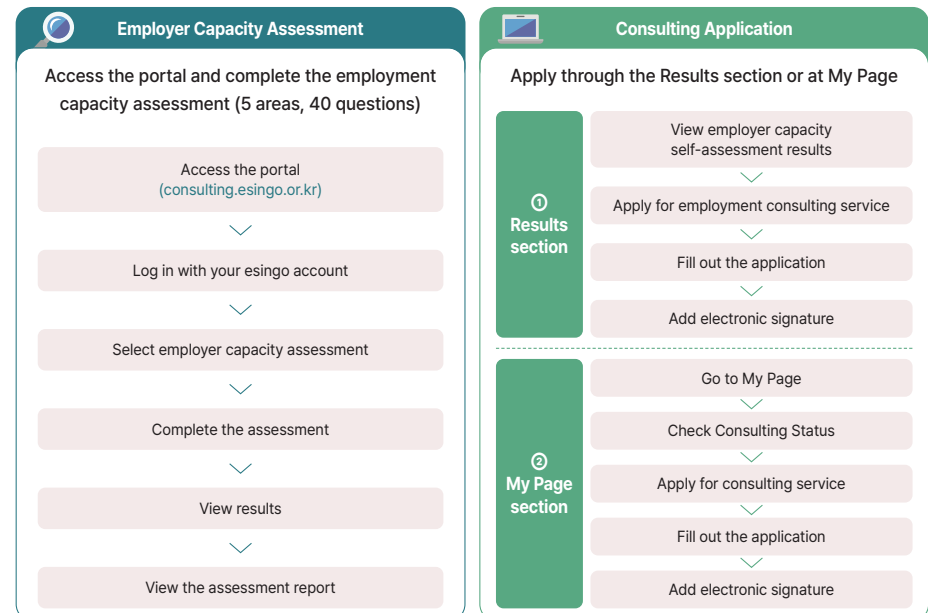 Employer Capacity Assessment
Access the portal and complete the employment
capacity assessment (5 areas, 40 questions)
Access the portal
(consulting.esingo.or.kr)
Log in with your esingo account
Select employer capacity assessment
Complete the assessment
View results
View the assessment report
Consulting Application
Apply through the Results section or at My Page
①
Results
section
View employer capacity
self-assessment results
Apply for employment consulting service
Fill out the application
Add electronic signature
②
My Page
section
Go to My Page
Check Consulting Status
Apply for consulting service
Fill out the application
Add electronic signature